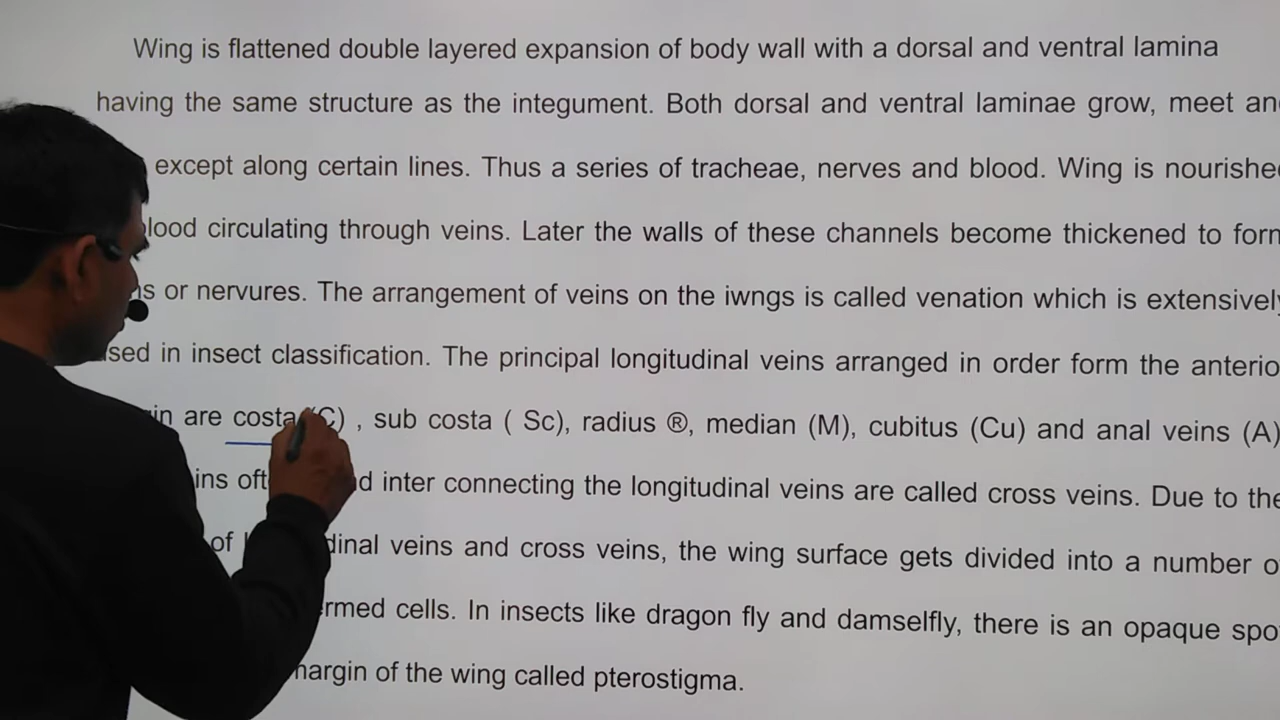 Wing is flattened double layered expansion of body wall with a dorsal and ventral lamina
having the same structure as the integument. Both dorsal and ventral laminae grow, meet an
except along certain lines. Thus a series of tracheae, nerves and blood. Wing is nourishe
lood circulating through veins. Later the walls of these channels become thickened to form
s or nervures. The arrangement of veins on the iwngs is called venation which is extensively
sed in insect classification. The principal longitudinal veins arranged in order form the anterio
in are costa (C) , sub costa ( Sc), radius ®, median (M), cubitus (Cu) and anal veins (A)
ins oft d inter connecting the longitudinal veins are called cross veins. Due to the
of dinal veins and cross veins, the wing surface gets divided into a number o
rmed cells. In insects like dragon fly and damselfly, there is an opaque spo
margin of the wing called pterostigma.